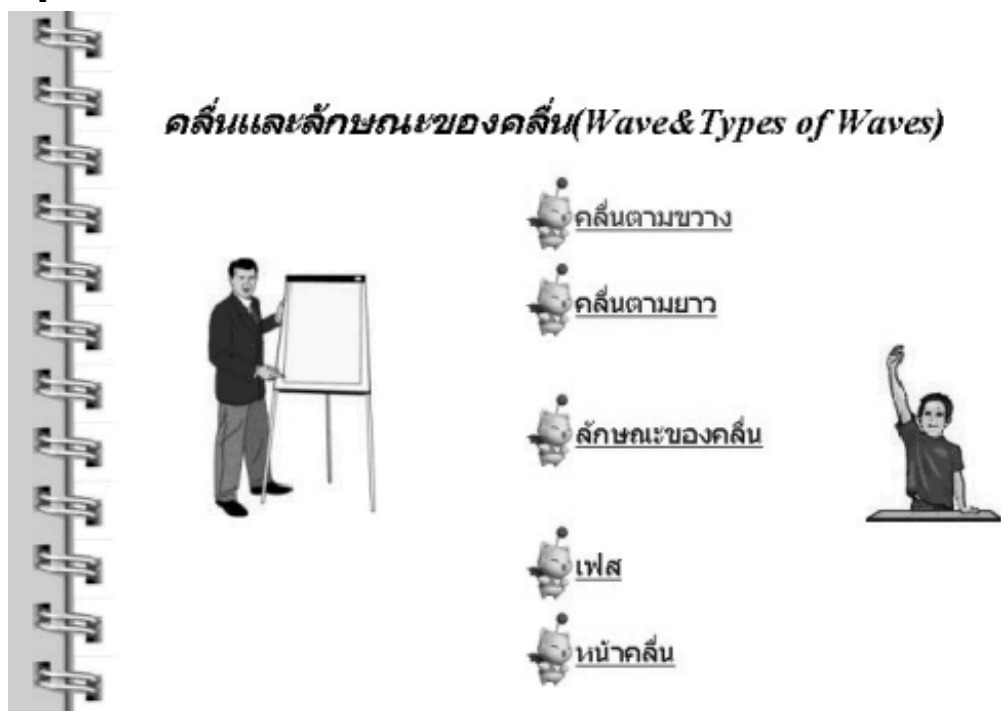 คลื่นและลักษณะของคลื่น(Wave&Types of Waves)
คลื่นตามขวาง
คลื่นตามยาว
ลักษณะของคลื่น
เฟส
หน้าคลื่น